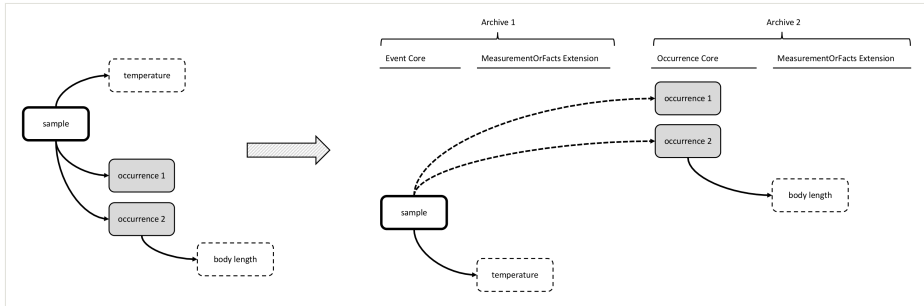 temperature
sample
occurrence 1
occurrence 2
body length
Archive 1
Archive 2
Event Core
MeasurementOrFacts Extension
Occurrence Core
MeasurementOrFacts Extension
occurrence 1
occurrence 2
body length
sample
temperature